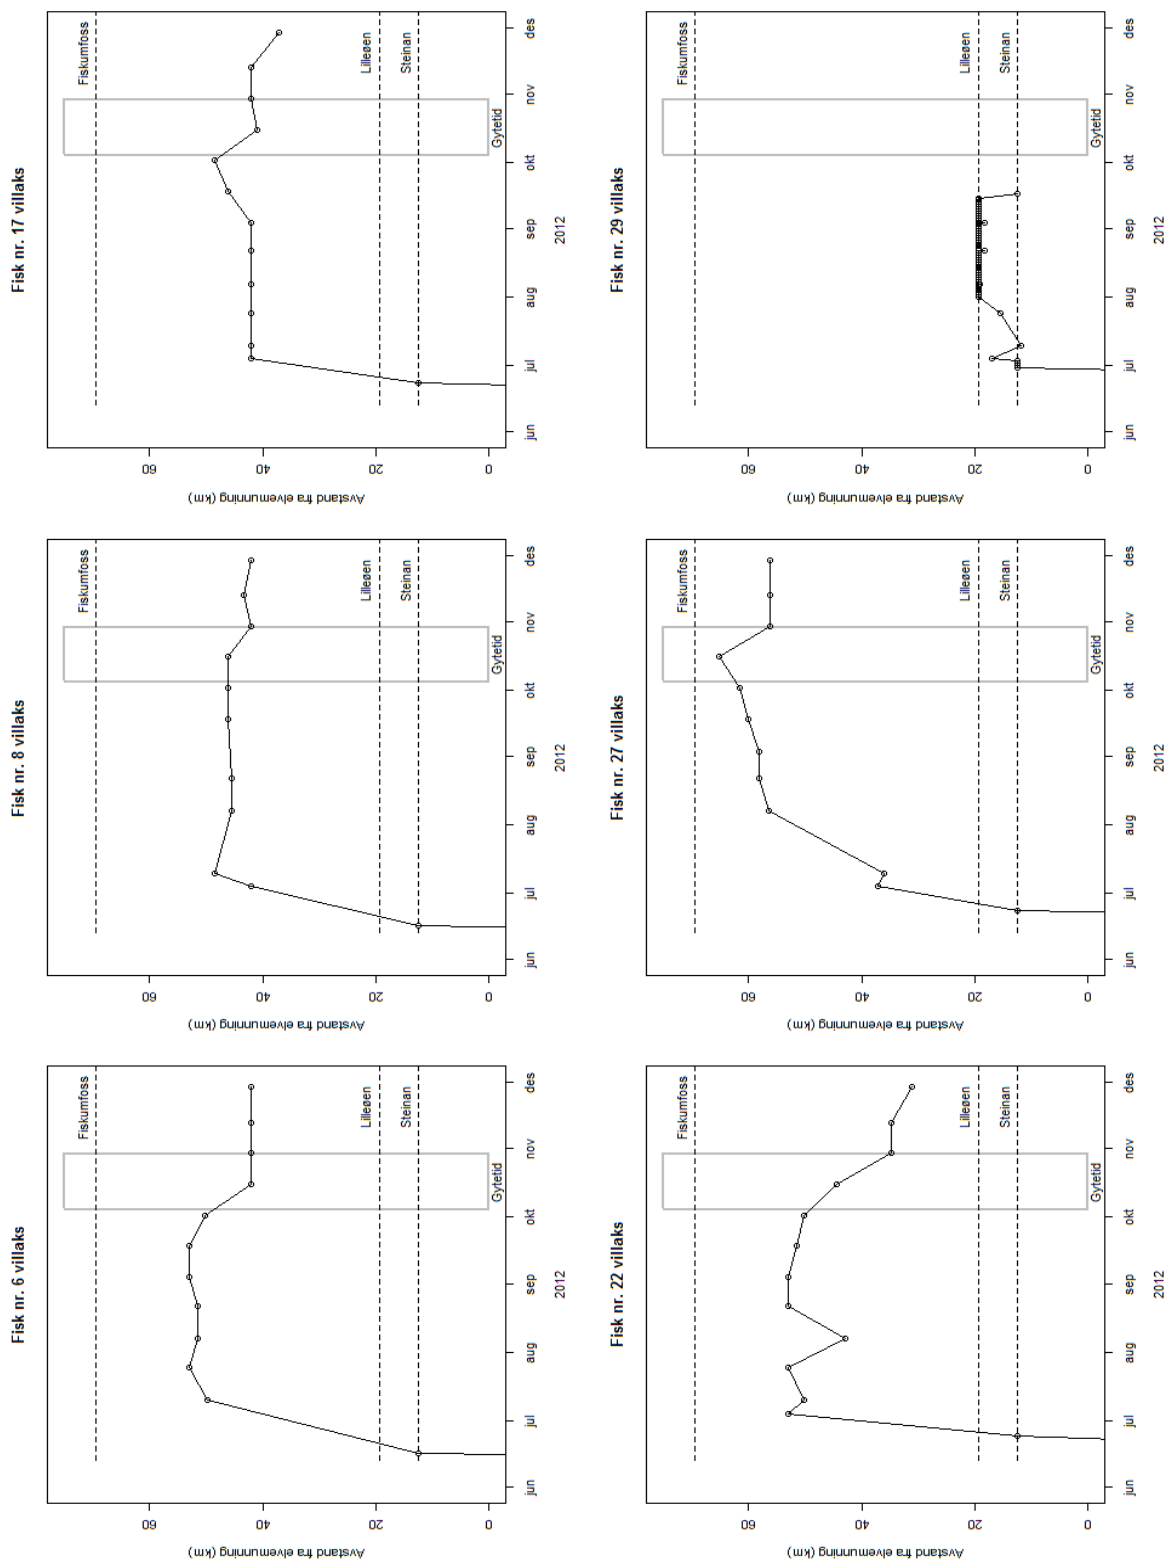 Fisk nr. 6 villaks
Avstand fra elvemunning (km)
60
40
20
0
Fiskumfoss
Lilleøen
Steinan
Gytetid
jun jul aug sep okt nov des
2012
Fisk nr. 8 villaks
Avstand fra elvemunning (km)
60
40
20
0
Fiskumfoss
Lilleøen
Steinan
Gytetid
jun jul aug sep okt nov des
2012
Fisk nr. 17 villaks
Avstand fra elvemunning (km)
60
40
20
0
Fiskumfoss
Lilleøen
Steinan
Gytetid
jun jul aug sep okt nov des
2012
Fisk nr. 22 villaks
Avstand fra elvemunning (km)
60
40
20
0
Fiskumfoss
Lilleøen
Steinan
Gytetid
jun jul aug sep okt nov des
2012
Fisk nr. 27 villaks
Avstand fra elvemunning (km)
60
40
20
0
Fiskumfoss
Lilleøen
Steinan
Gytetid
jun jul aug sep okt nov des
2012
Fisk nr. 29 villaks
Avstand fra elvemunning (km)
60
40
20
0
Fiskumfoss
Lilleøen
Steinan
Gytetid
jun jul aug sep okt nov des
2012